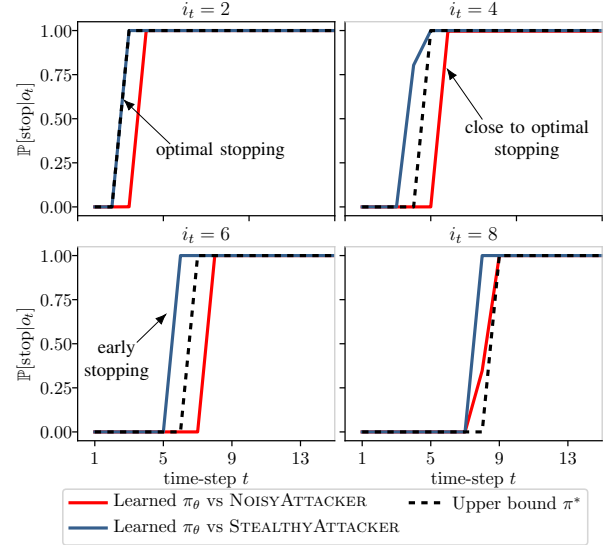 i_t = 2
i_t = 4
ℙ[stop|o_t]
1.00
0.75
0.50
0.25
0.00
optimal stopping
close to optimal
stopping
i_t = 6
i_t = 8
ℙ[stop|o_t]
1.00
0.75
0.50
0.25
0.00
early
stopping
1 5 9 13
1 5 9 13
time-step t
time-step t
Learned π_θ vs NOISYATTACKER
Upper bound π*
Learned π_θ vs STEALTHYATTACKER